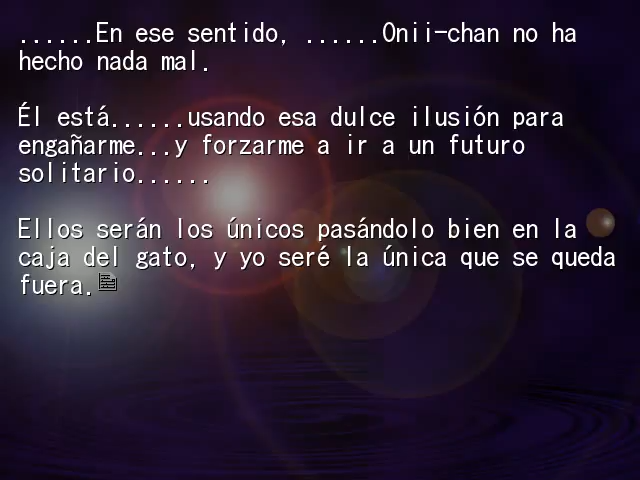 ......En ese sentido, ......Onii-chan no ha
hecho nada mal.
Él está......usando esa dulce ilusión para
engañarme...y forzarme a ir a un futuro
solitario......
Ellos serán los únicos pasándolo bien en la
caja del gato, y yo seré la única que se queda
fuera.